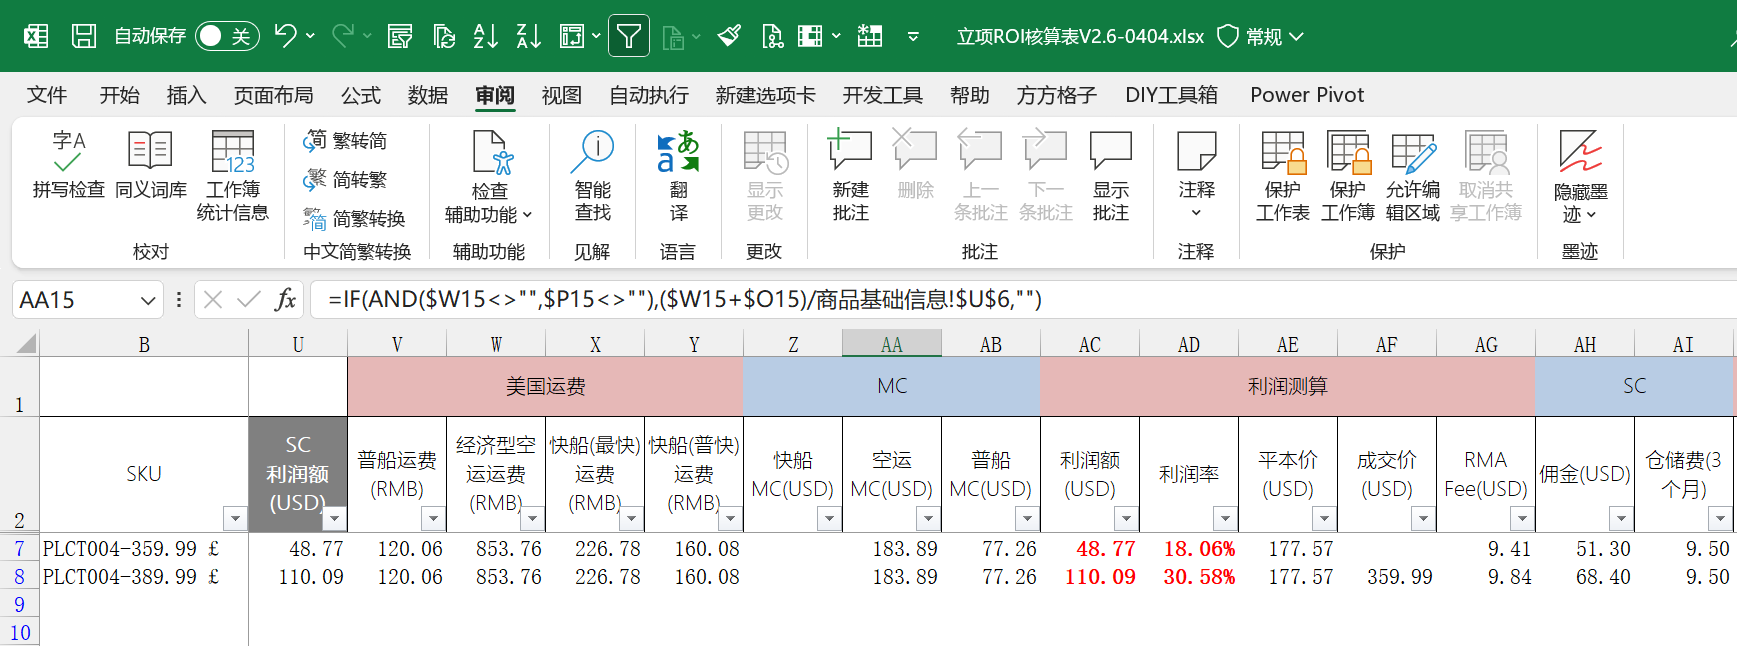 自动保存 关 立项ROI核算表V2.6-0404.xlsx 常规
文件 开始 插入 页面布局 公式 数据 审阅 视图 自动执行 新建选项卡 开发工具 帮助 方方格子 DIY工具箱 Power Pivot
拼写检查 同义词库 工作簿统计信息 校对
繁转简
简转繁
简繁转换
中文简繁转换
检查辅助功能 辅助功能
智能查找 见解
翻译 语言
显示更改 更改
新建批注 删除 上一条批注 下一条批注 显示批注 批注
注释 注释
保护工作表 保护工作簿 允许编辑区域 取消共享工作簿 保护
隐藏墨迹 墨迹
AA15 fx =IF(AND($W15<>"",$P15<>""),($W15+$O15)/商品基础信息!$U$6,"")
B U V W X Y Z AA AB AC AD AE AF AG AH AI
1 美国运费 MC 利润测算 SC
2 SKU SC利润额(USD) 普船运费(RMB) 经济型空运运费(RMB) 快船(最快)运费(RMB) 快船(普快)运费(RMB) 快船MC(USD) 空运MC(USD) 普船MC(USD) 利润额(USD) 利润率 平本价(USD) 成交价(USD) RMA Fee(USD) 佣金(USD) 仓储费(3个月)
7 PLCT004-359.99 £ 48.77 120.06 853.76 226.78 160.08 183.89 77.26 48.77 18.06% 177.57 9.41 51.30 9.50
8 PLCT004-389.99 £ 110.09 120.06 853.76 226.78 160.08 183.89 77.26 110.09 30.58% 177.57 359.99 9.84 68.40 9.50
9
10